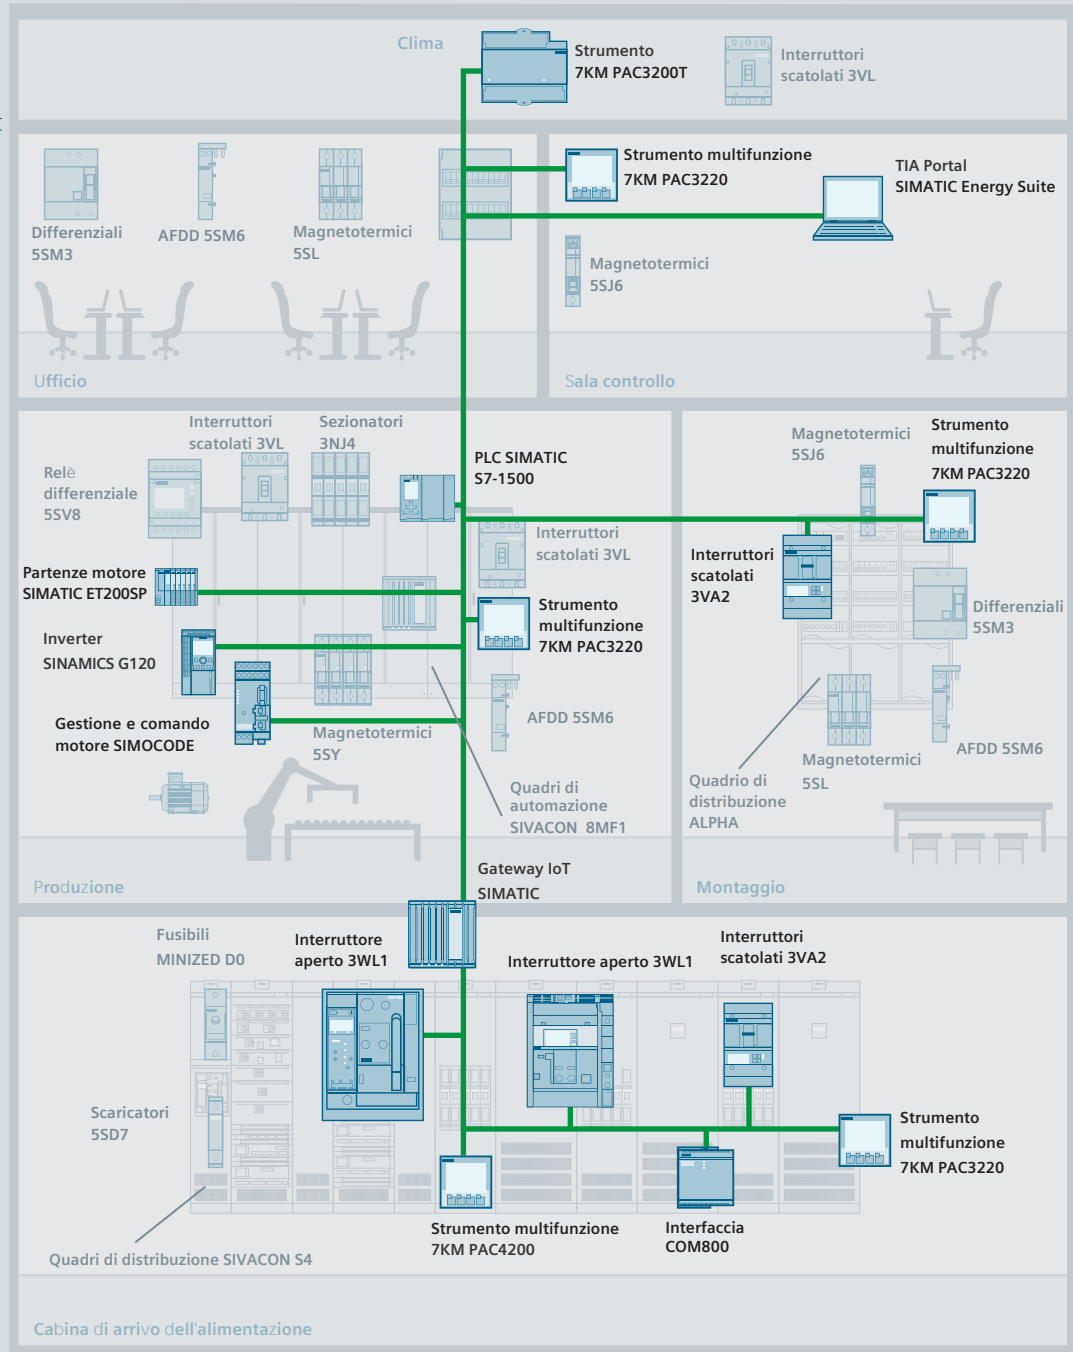 Clima
Strumento
7KM PAC3200T
Interruttori
scatolati 3VL
Differenziali
5SM3
AFDD 5SM6
Magnetotermici
5SL
Strumento multifunzione
7KM PAC3220
TIA Portal
SIMATIC Energy Suite
Magnetotermici
5SJ6
Ufficio
Sala controllo
Interruttori
scatolati 3VL
Sezionatori
3NJ4
Relè
differenziale
5SV8
PLC SIMATIC
S7-1500
Interruttori
scatolati 3VL
Partenze motore
SIMATIC ET200SP
Strumento
multifunzione
7KM PAC3220
Inverter
SINAMICS G120
Gestione e comando
motore SIMOCODE
Magnetotermici
5SY
AFDD 5SM6
Quadri di
automazione
SIVACON 8MF1
Produzione
Magnetotermici
5SJ6
Strumento
multifunzione
7KM PAC3220
Interruttori
scatolati
3VA2
Differenziali
5SM3
Magnetotermici
5SL
AFDD 5SM6
Quadrio di
distribuzione
ALPHA
Montaggio
Gateway IoT
SIMATIC
Fusibili
MINIZED D0
Interruttore
aperto 3WL1
Interruttore aperto 3WL1
Interruttori
scatolati 3VA2
Scaricatori
5SD7
Strumento
multifunzione
7KM PAC3220
Strumento multifunzione
7KM PAC4200
Interfaccia
COM800
Quadri di distribuzione SIVACON S4
Cabina di arrivo dell'alimentazione